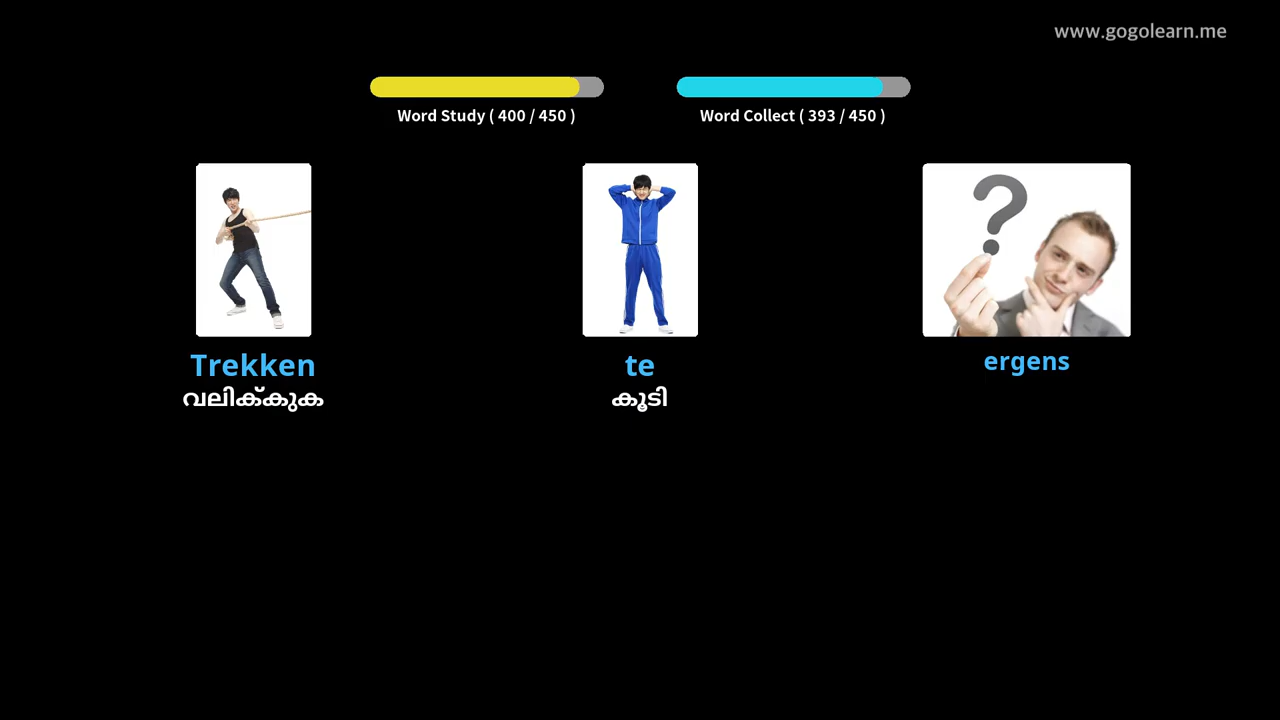 www.gogolearn.me
Word Study ( 400 / 450 )
Word Collect ( 393 / 450 )
Trekken
വലിക്കുക
te
കൂടി
ergens